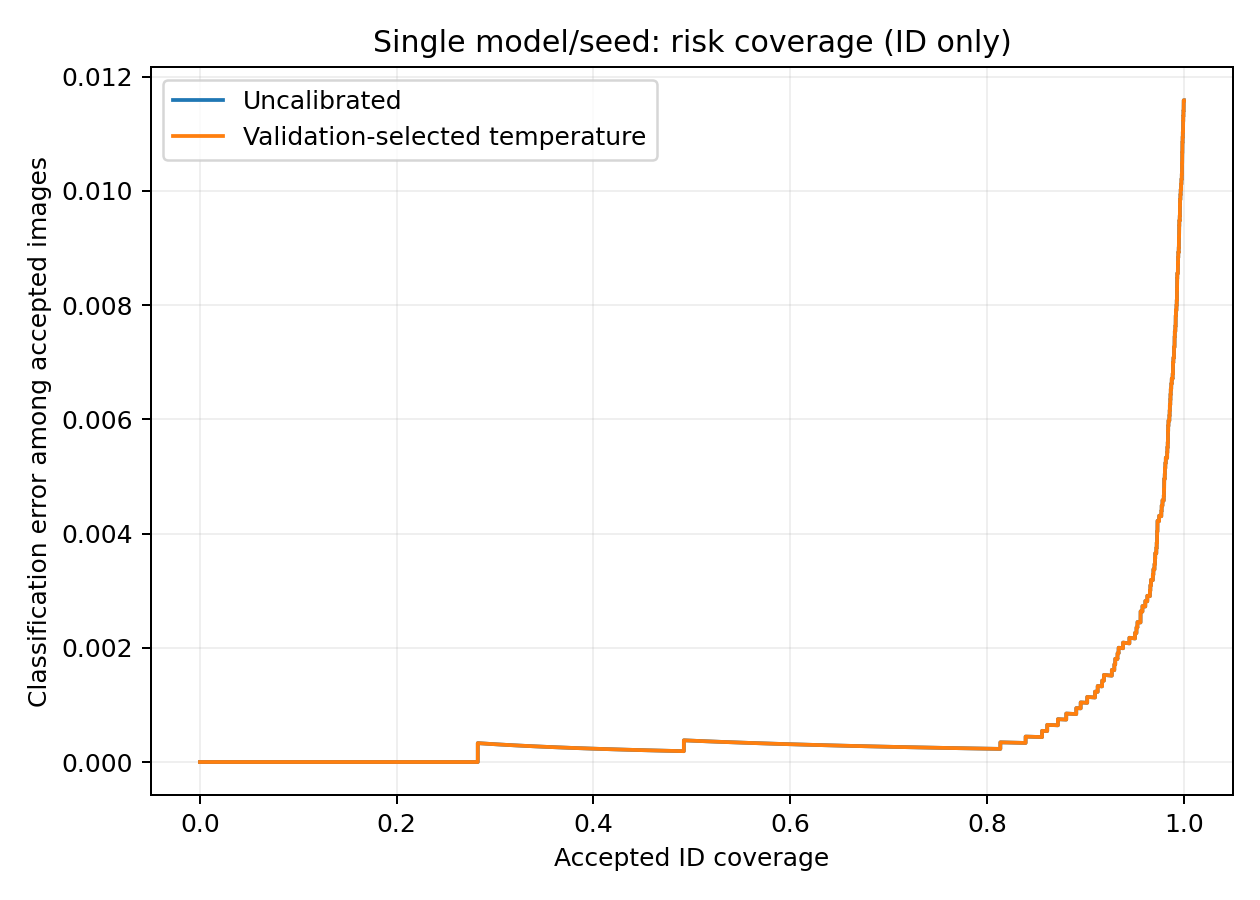 Single model/seed: risk coverage (ID only)
Uncalibrated
Validation-selected temperature
Classification error among accepted images
0.012
0.010
0.008
0.006
0.004
0.002
0.000
0.0 0.2 0.4 0.6 0.8 1.0
Accepted ID coverage